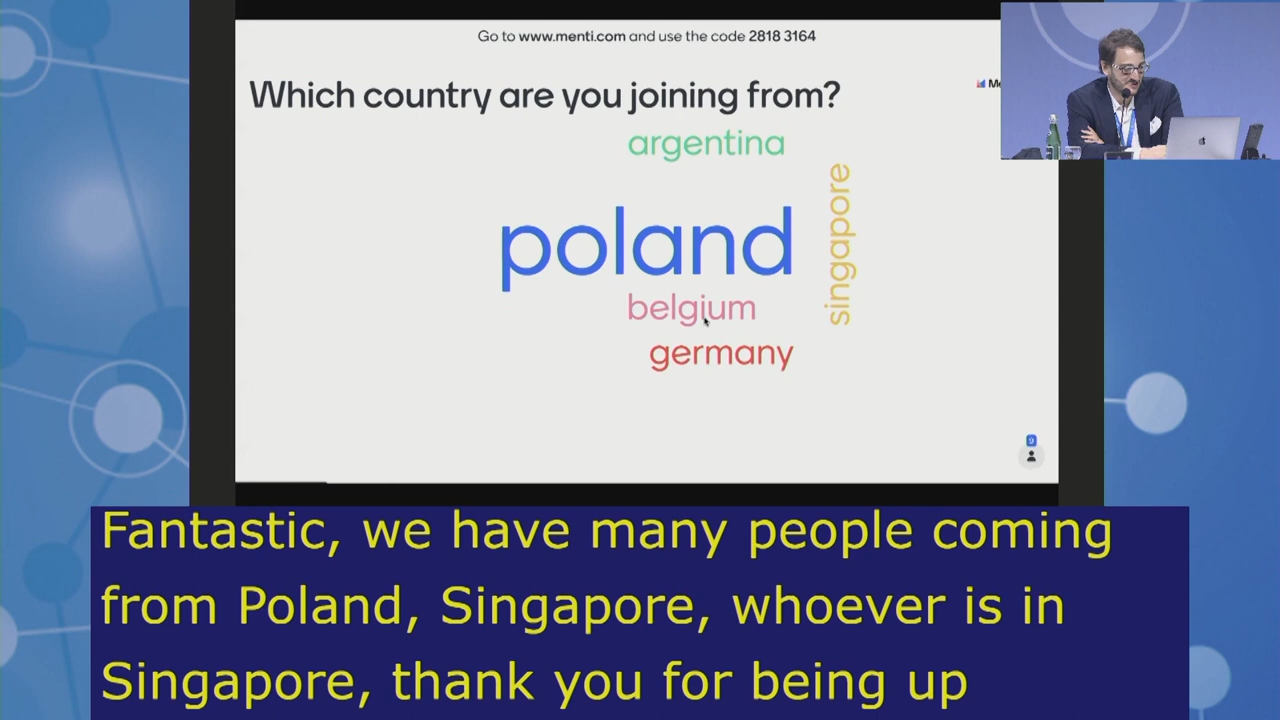 Go to www.menti.com and use the code 2818 3164
Which country are you joining from?
argentina
poland
singapore
belgium
germany
9
Fantastic, we have many people coming
from Poland, Singapore, whoever is in
Singapore, thank you for being up